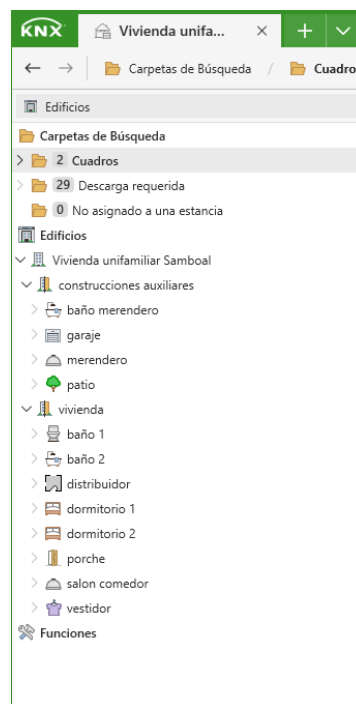 KNX Vivienda unifa...
Carpetas de Búsqueda / Cuadro
Edificios
Carpetas de Búsqueda
2 Cuadros
29 Descarga requerida
0 No asignado a una estancia
Edificios
Vivienda unifamiliar Samboal
construcciones auxiliares
baño merendero
garaje
merendero
patio
vivienda
baño 1
baño 2
distribuidor
dormitorio 1
dormitorio 2
porche
salon comedor
vestidor
Funciones